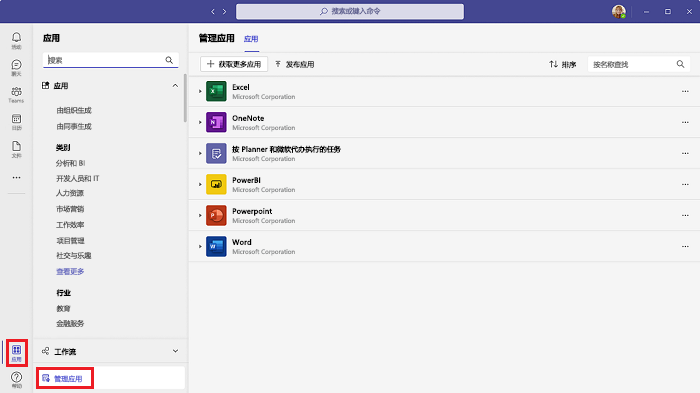 搜索或键入命令
活动
聊天
Teams
日历
文件
应用
帮助
应用
搜索
应用
由组织生成
由同事生成
类别
分析和 BI
开发人员和 IT
人力资源
市场营销
工作效率
项目管理
社交与乐趣
查看更多
行业
教育
金融服务
工作流
管理应用
管理应用 应用
获取更多应用 发布应用 排序 按名称查找
Excel
Microsoft Corporation
OneNote
Microsoft Corporation
按 Planner 和微软代办执行的任务
Microsoft Corporation
PowerBI
Microsoft Corporation
Powerpoint
Microsoft Corporation
Word
Microsoft Corporation